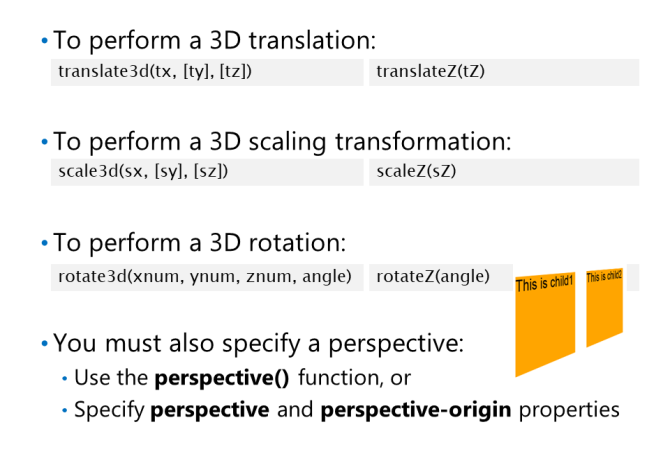 • To perform a 3D translation:
translate3d(tx, [ty], [tz]) translateZ(tZ)
• To perform a 3D scaling transformation:
scale3d(sx, [sy], [sz]) scaleZ(sZ)
• To perform a 3D rotation:
rotate3d(xnum, ynum, znum, angle) rotateZ(angle)
This is child1 This is child2
• You must also specify a perspective:
• Use the perspective() function, or
• Specify perspective and perspective-origin properties